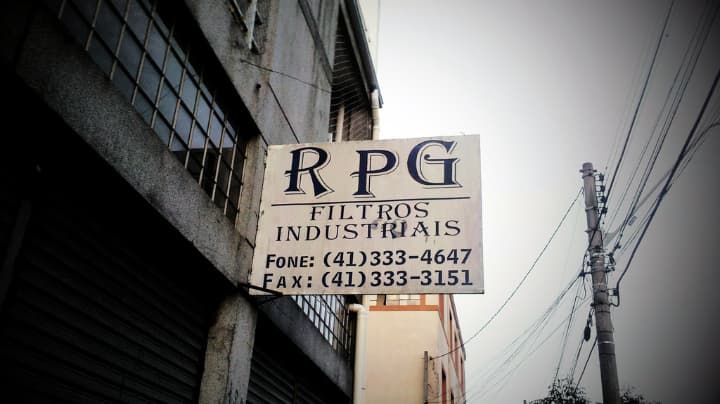 RPG
FILTROS
INDUSTRIAIS
FONE: (41)333-4647
FAX: (41)333-3151